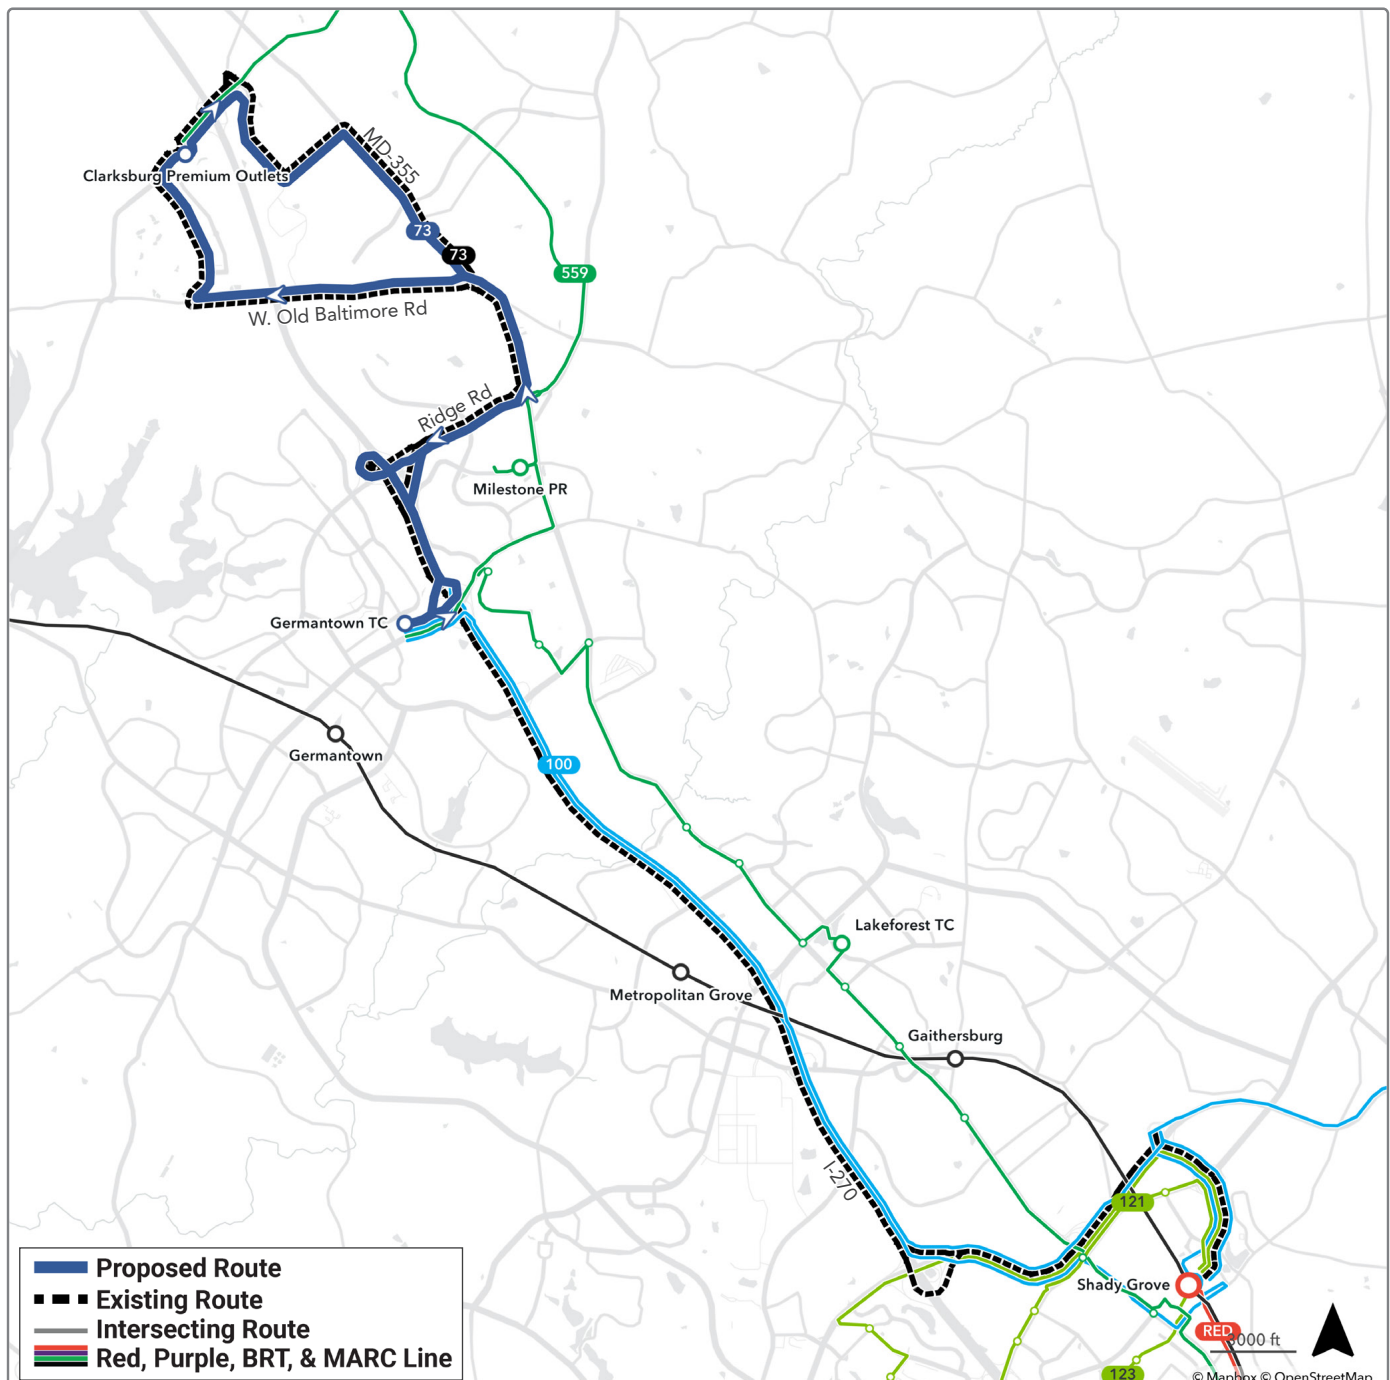 MD-355
Clarksburg Premium Outlets
73
73
559
W. Old Baltimore Rd
Ridge Rd
Milestone PR
Germantown TC
Germantown
100
Lakeforest TC
Metropolitan Grove
Gaithersburg
I-270
121
Shady Grove
RED
3000 ft
123
© Mapbox © OpenStreetMap
Proposed Route
Existing Route
Intersecting Route
Red, Purple, BRT, & MARC Line